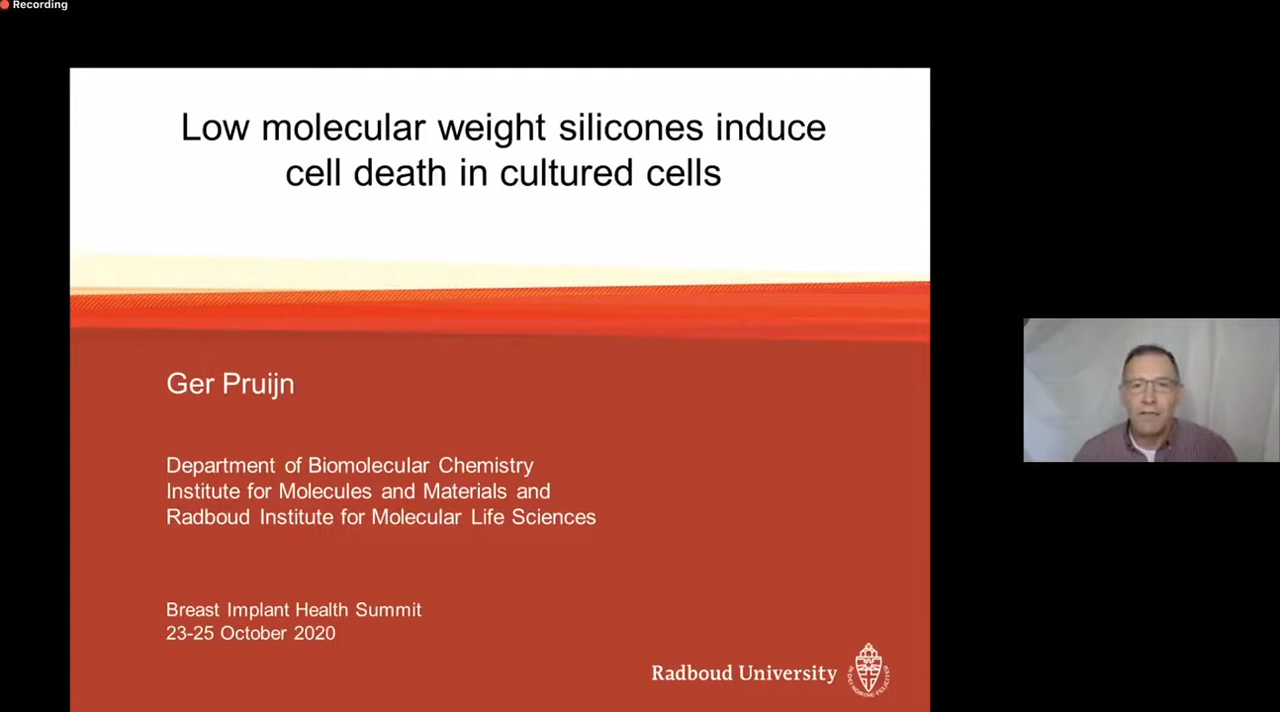 Recording
Low molecular weight silicones induce
cell death in cultured cells
Ger Pruijn
Department of Biomolecular Chemistry
Institute for Molecules and Materials and
Radboud Institute for Molecular Life Sciences
Breast Implant Health Summit
23-25 October 2020
Radboud University